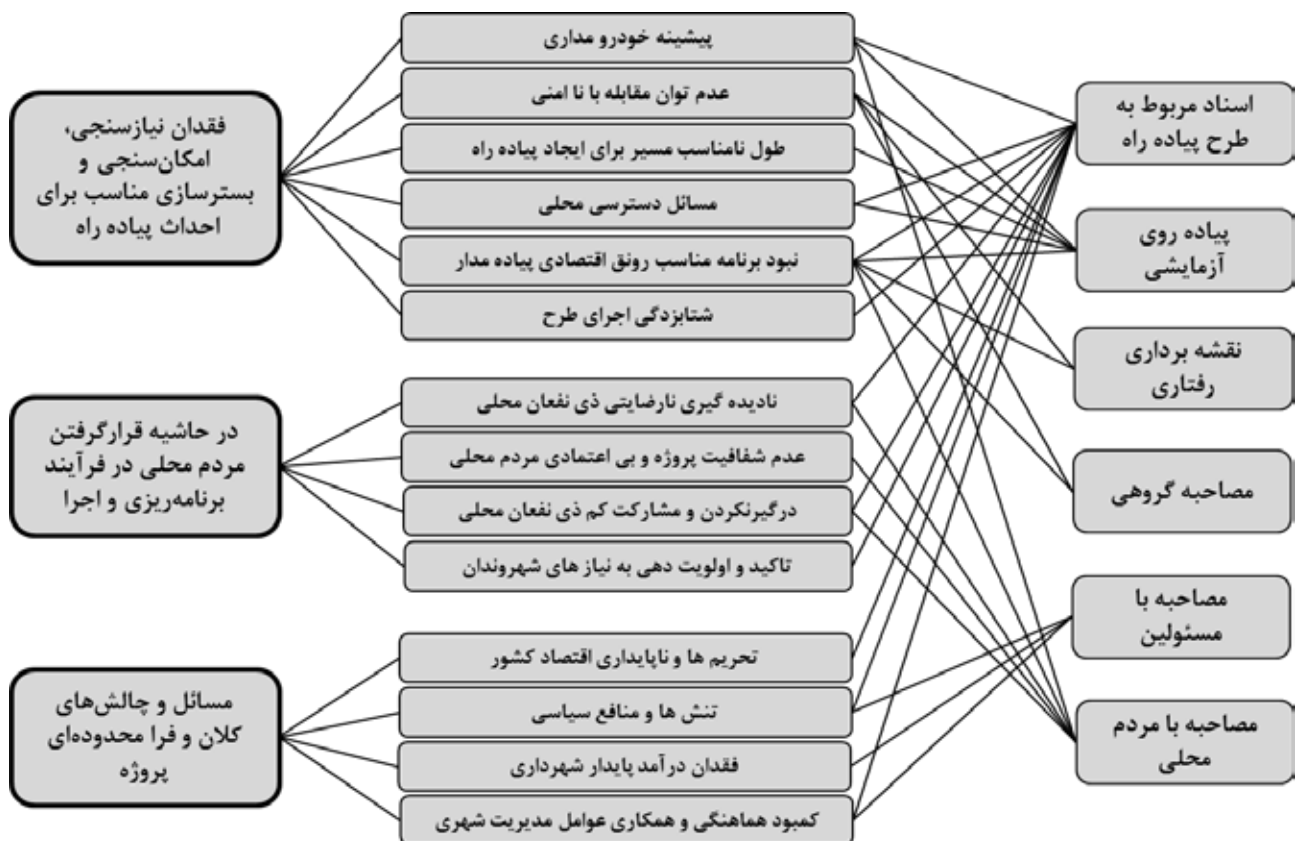 اسناد مربوط به
طرح پیاده راه
پیاده روی
آزمایشی
نقشه برداری
رفتاری
مصاحبه گروهی
مصاحبه با
مسئولین
مصاحبه با مردم
محلی
پیشینه خودرو مداری
عدم توان مقابله با نا امنی
طول نامناسب مسیر برای ایجاد پیاده راه
مسائل دسترسی محلی
نبود برنامه مناسب رونق اقتصادی پیاده مدار
شتابزدگی اجرای طرح
نادیده گیری نارضایتی ذی نفعان محلی
عدم شفافیت پروژه و بی اعتمادی مردم محلی
درگیرنکردن و مشارکت کم ذی نفعان محلی
تاکید و اولویت دهی به نیاز های شهروندان
تحریم ها و ناپایداری اقتصاد کشور
تنش ها و منافع سیاسی
فقدان درآمد پایدار شهرداری
کمبود هماهنگی و همکاری عوامل مدیریت شهری
فقدان نیازسنجی،
امکان‌سنجی و
بسترسازی مناسب برای
احداث پیاده راه
در حاشیه قرارگرفتن
مردم محلی در فرآیند
برنامه‌ریزی و اجرا
مسائل و چالش‌های
کلان و فرا محدوده‌ای
پروژه